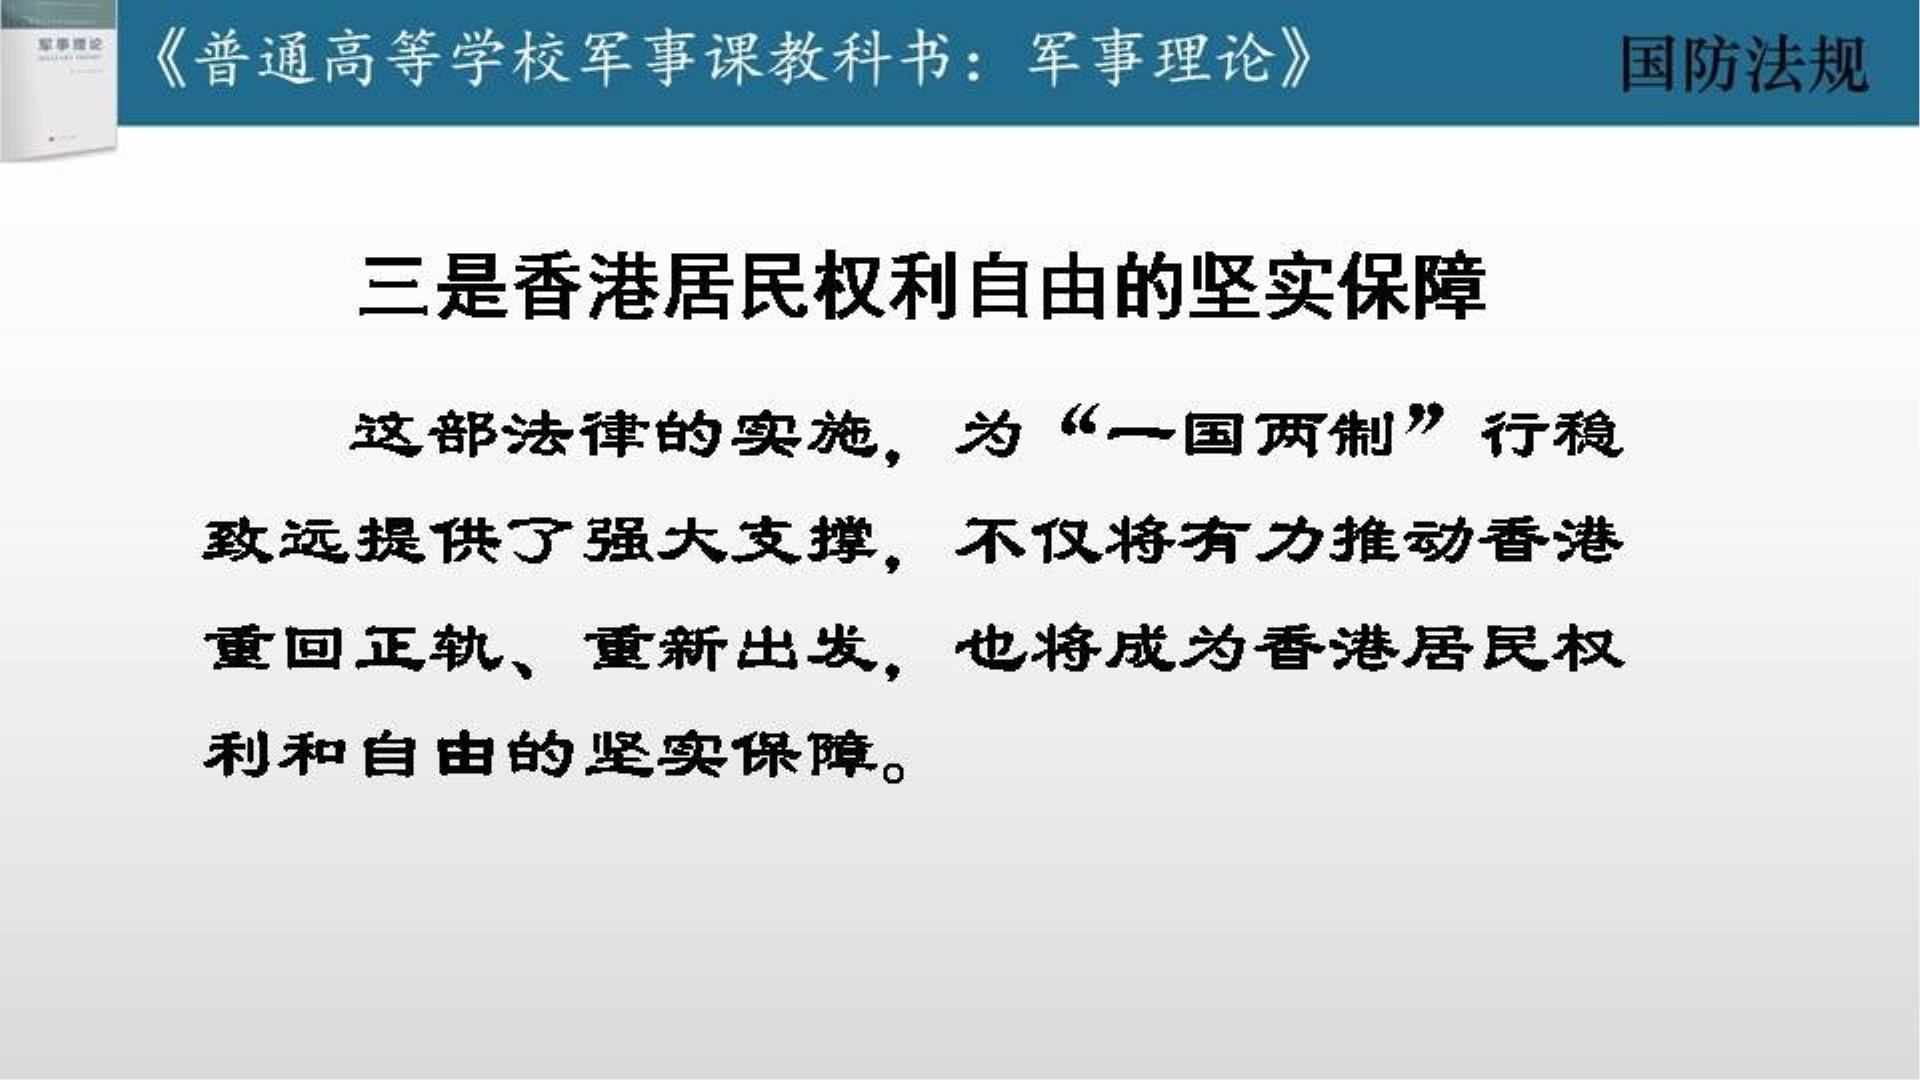 军事理论
《普通高等学校军事课教科书：军事理论》
国防法规
三是香港居民权利自由的坚实保障
这部法律的实施，为“一国两制”行稳
致远提供了强大支撑，不仅将有力推动香港
重回正轨、重新出发，也将成为香港居民权
利和自由的坚实保障。